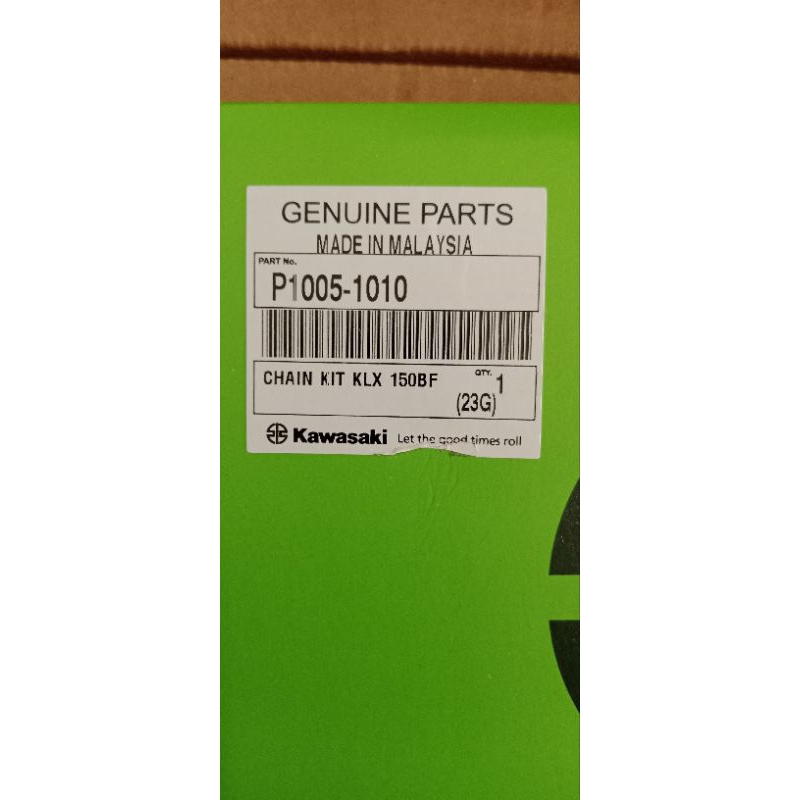 GENUINE PARTS
MADE IN MALAYSIA
PART No.
P1005-1010
CHAIN KIT KLX 150BF QTY. 1
(23G)
Kawasaki Let the good times roll